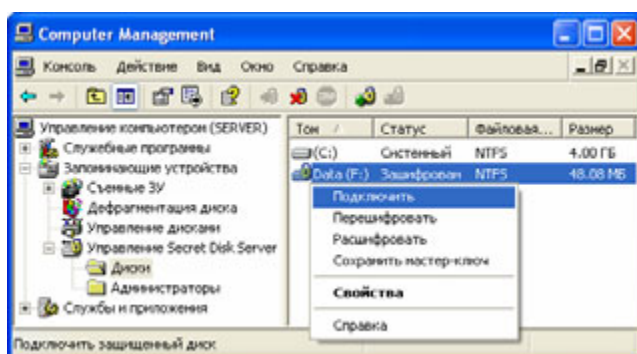 Computer Management
Консоль Действие Вид Окно Справка
Управление компьютером (SERVER)
Служебные программы
Запоминающие устройства
Съемные ЗУ
Дефрагментация диска
Управление дисками
Управление Secret Disk Server
Диски
Администраторы
Службы и приложения
Том Статус Файловая... Размер
(C:) Системный NTFS 4.00 ГБ
Data (F:) Зашифрован NTFS 48.08 МБ
Подключить
Перешифровать
Расшифровать
Сохранить мастер-ключ
Свойства
Справка
Подключить защищенный диск